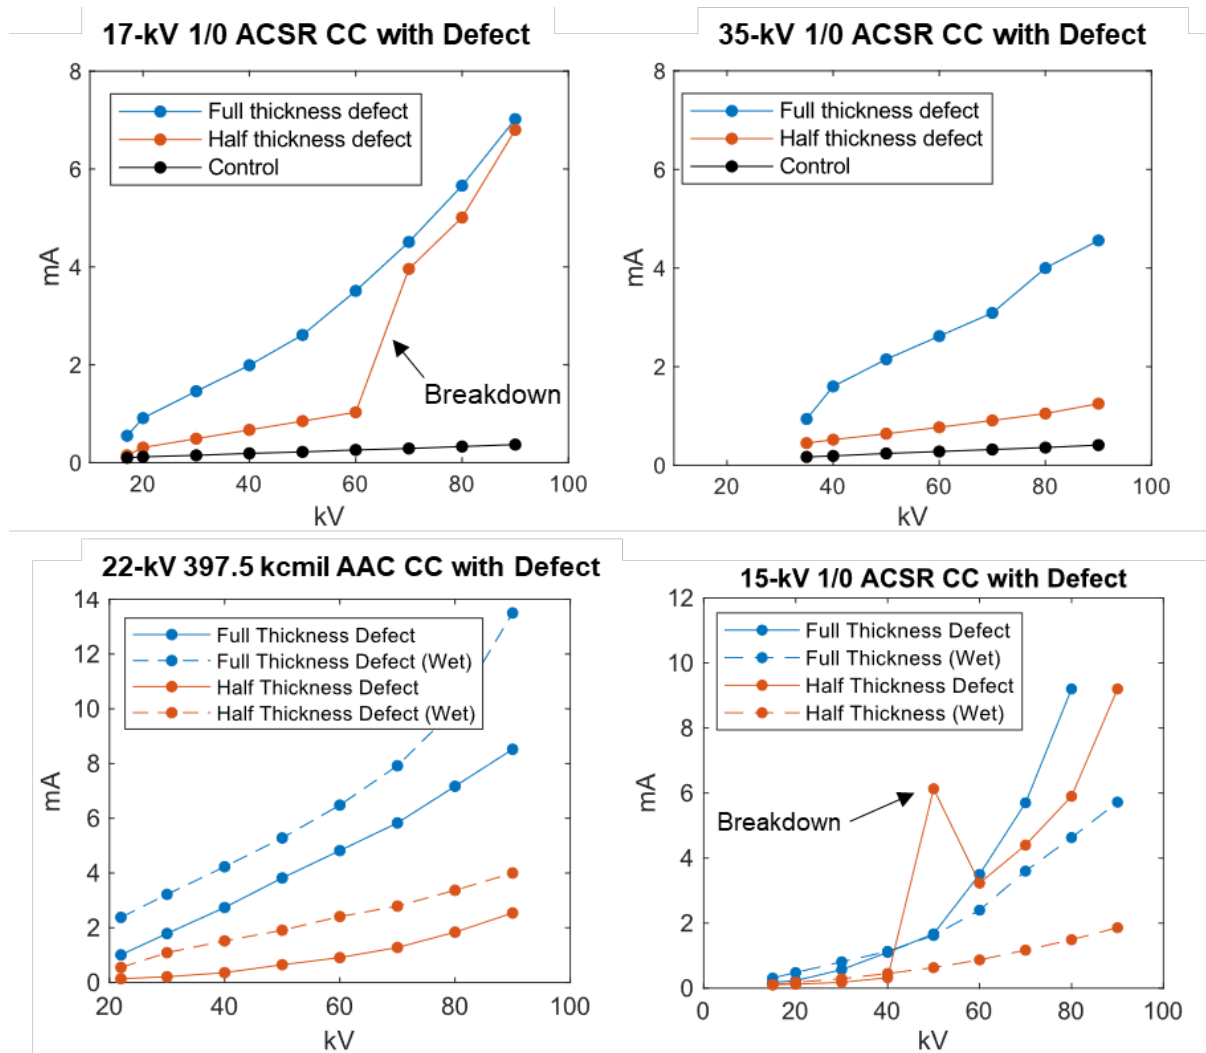 17-kV 1/0 ACSR CC with Defect
8
6
4
2
0
mA
Full thickness defect
Half thickness defect
Control
Breakdown
20
40
60
80
100
kV
35-kV 1/0 ACSR CC with Defect
8
6
4
2
0
mA
Full thickness defect
Half thickness defect
Control
20
40
60
80
100
kV
22-kV 397.5 kcmil AAC CC with Defect
14
12
10
8
6
4
2
0
mA
Full Thickness Defect
Full Thickness Defect (Wet)
Half Thickness Defect
Half Thickness Defect (Wet)
20
40
60
80
100
kV
15-kV 1/0 ACSR CC with Defect
12
10
8
6
4
2
0
mA
Full Thickness Defect
Full Thickness (Wet)
Half Thickness Defect
Half Thickness (Wet)
Breakdown
0
20
40
60
80
100
kV